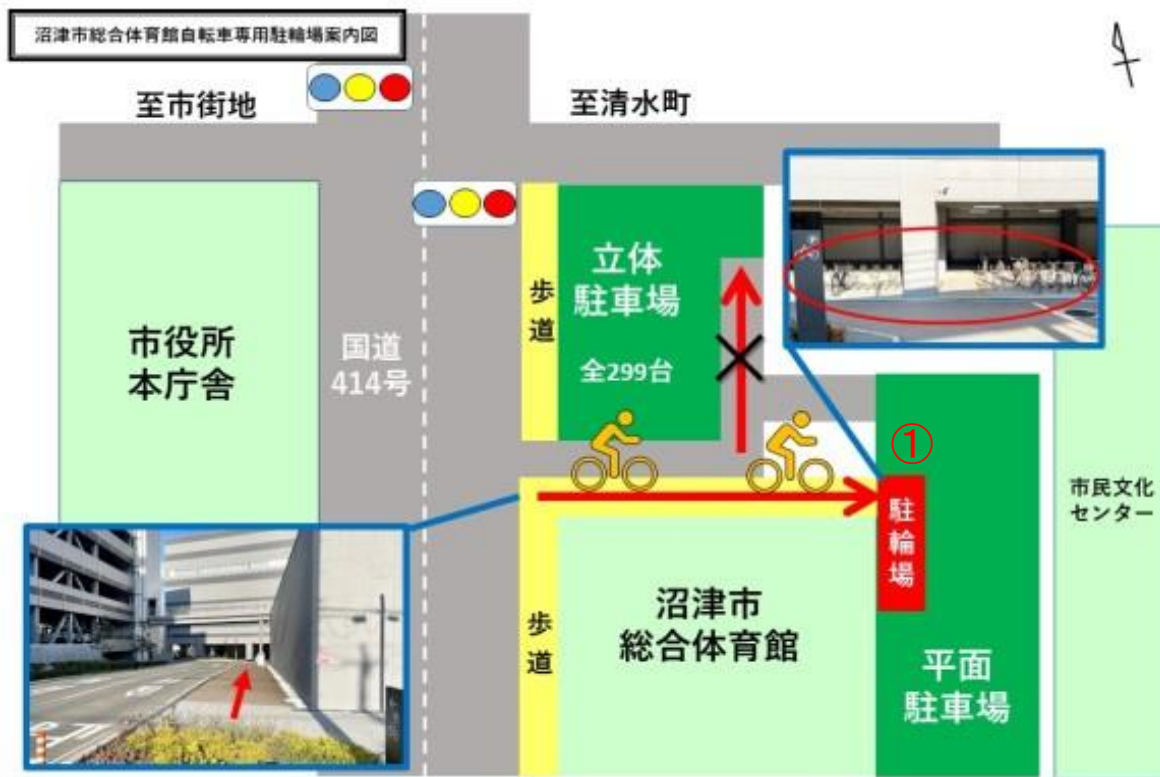 沼津市総合体育館自転車専用駐輪場案内図
至市街地
至清水町
立体
駐車場
全299台
歩
道
市役所
本庁舎
国道
414号
①
駐
輪
場
市民文化
センター
沼津市
総合体育館
歩
道
平面
駐車場